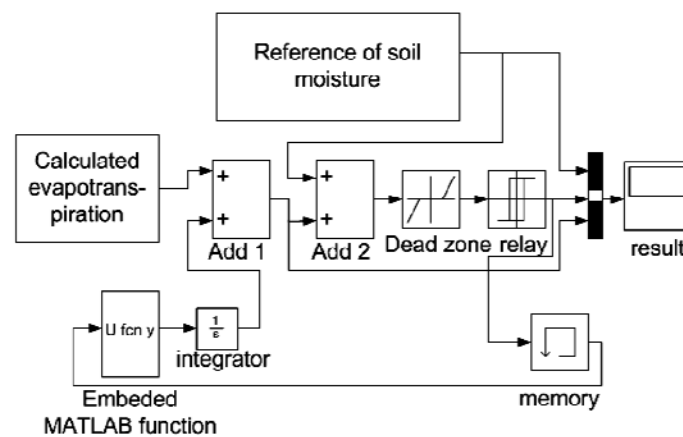 Reference of soil
moisture
Calculated
evapotrans-
piration
+
+
Add 1
+
+
Add 2
Dead zone relay
result
U fcn y
Embeded
MATLAB function
1
ε
integrator
memory